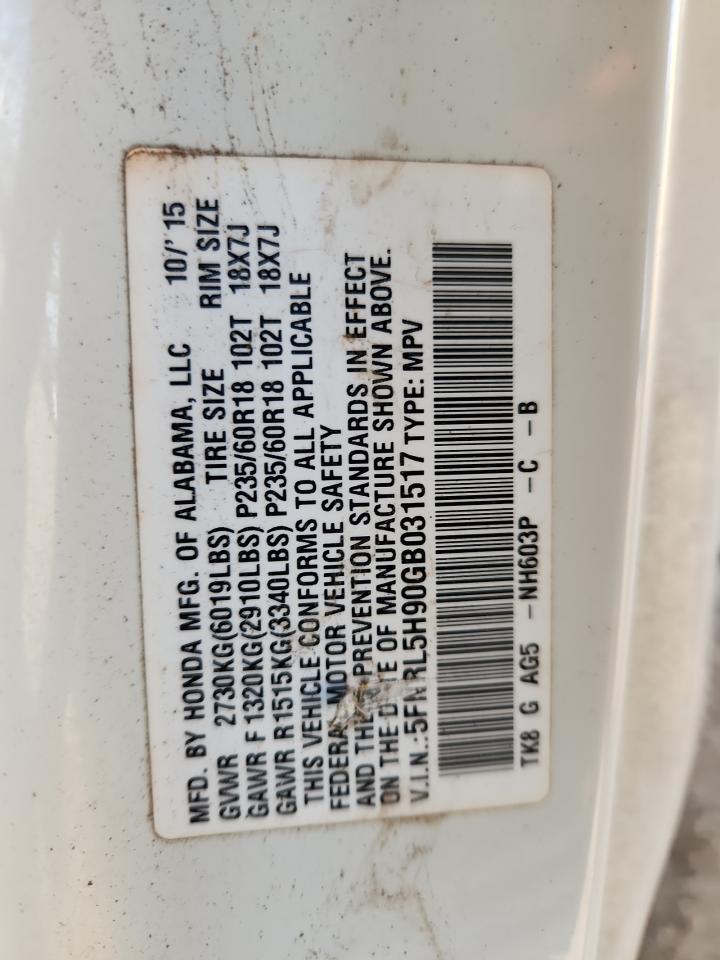 MFD. BY HONDA MFG. OF ALABAMA, LLC 10/'15
GVWR 2730KG(6019LBS) TIRE SIZE RIM SIZE
GAWR F 1320KG(2910LBS) P235/60R18 102T 18X7J
GAWR R1515KG(3340LBS) P235/60R18 102T 18X7J
THIS VEHICLE CONFORMS TO ALL APPLICABLE
FEDERAL MOTOR VEHICLE SAFETY
AND THEFT PREVENTION STANDARDS IN EFFECT
ON THE DATE OF MANUFACTURE SHOWN ABOVE.
V.I.N.:5FNRL5H90GB031517 TYPE: MPV
TK8 G AG5 -NH603P -C -B